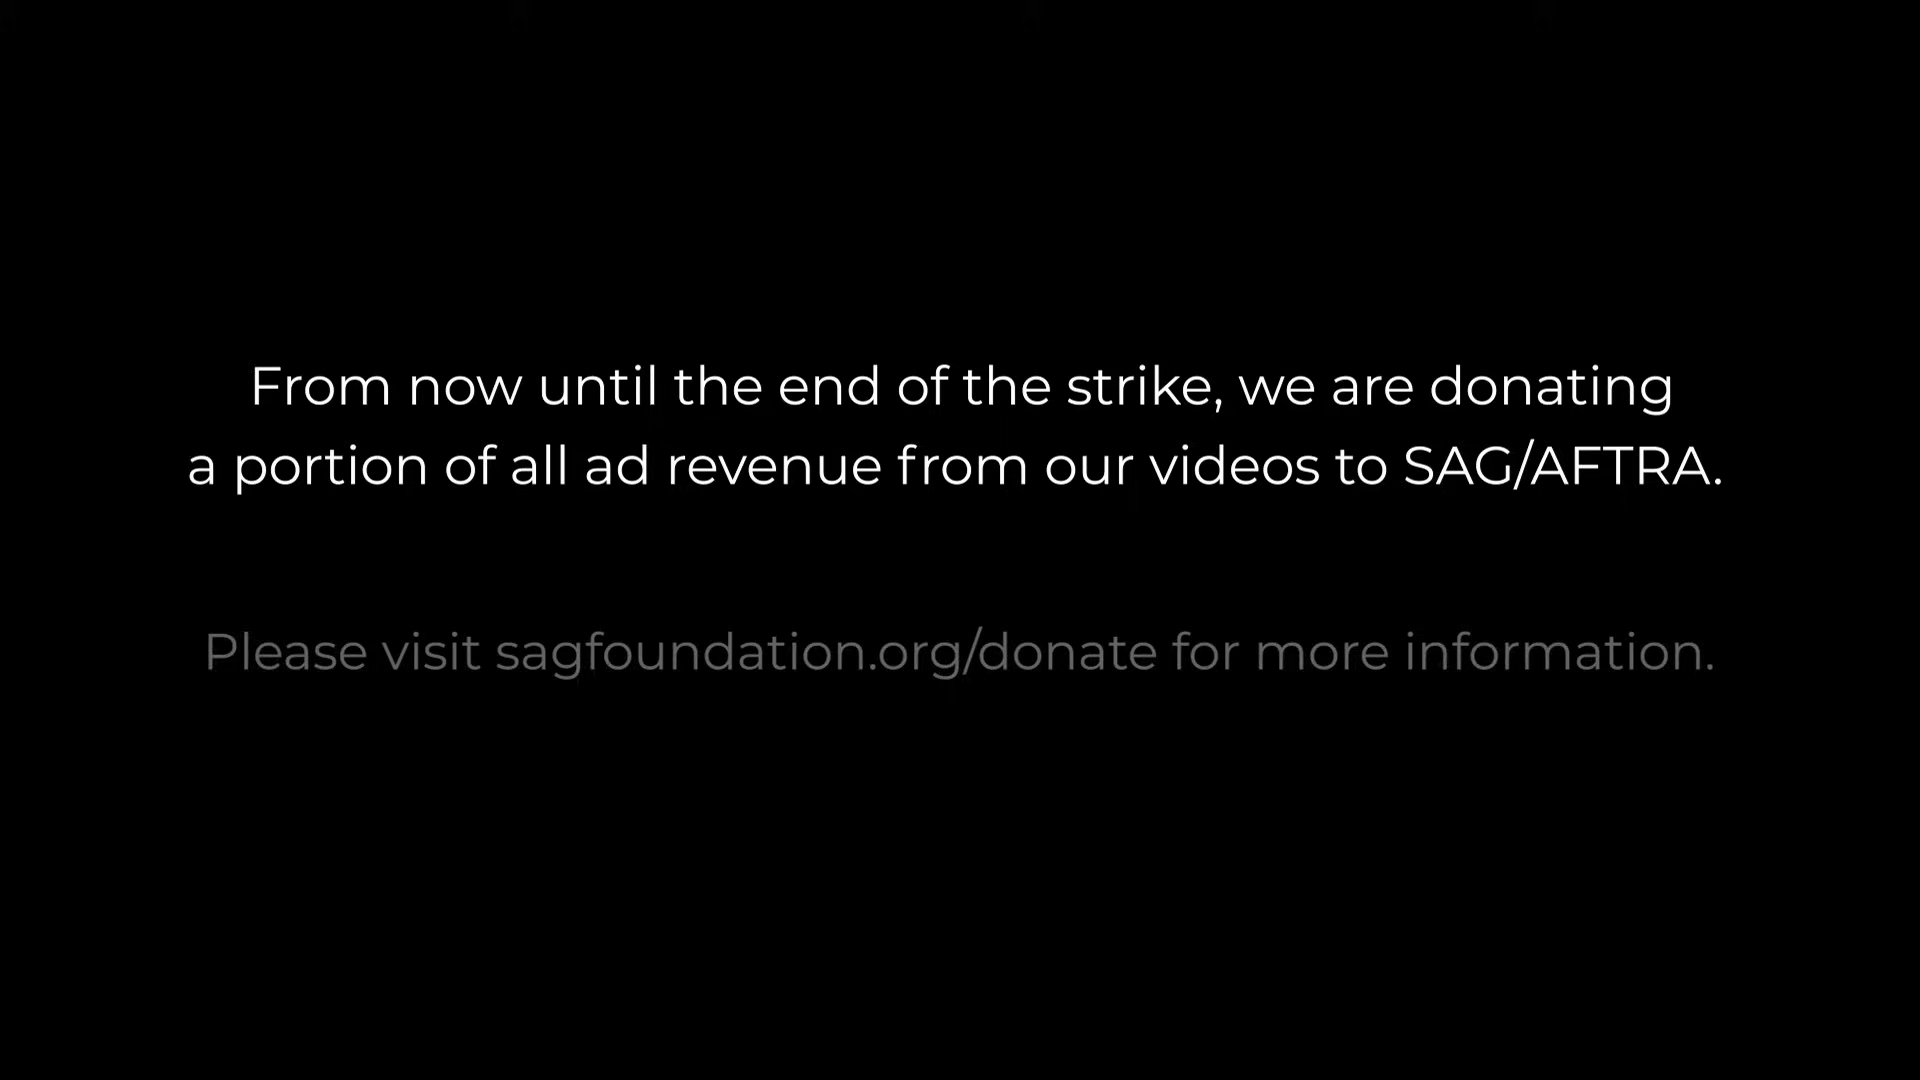 From now until the end of the strike, we are donating
a portion of all ad revenue from our videos to SAG/AFTRA.
Please visit sagfoundation.org/donate for more information.